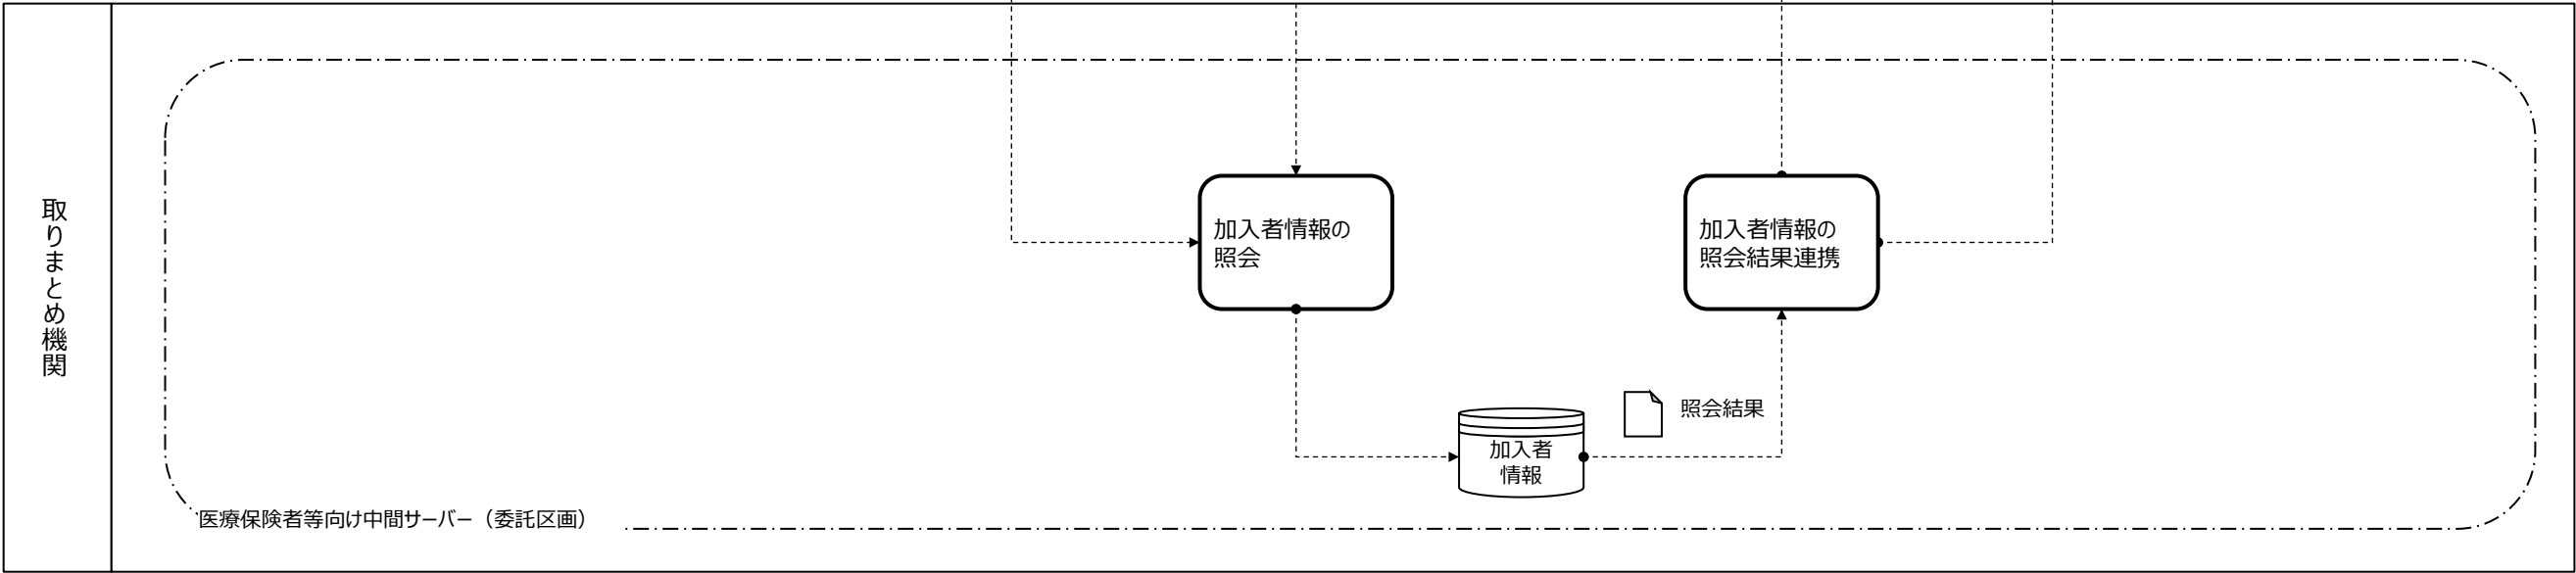 取りまとめ機関
加入者情報の
照会
加入者情報の
照会結果連携
照会結果
加入者
情報
医療保険者等向け中間サーバー（委託区画）